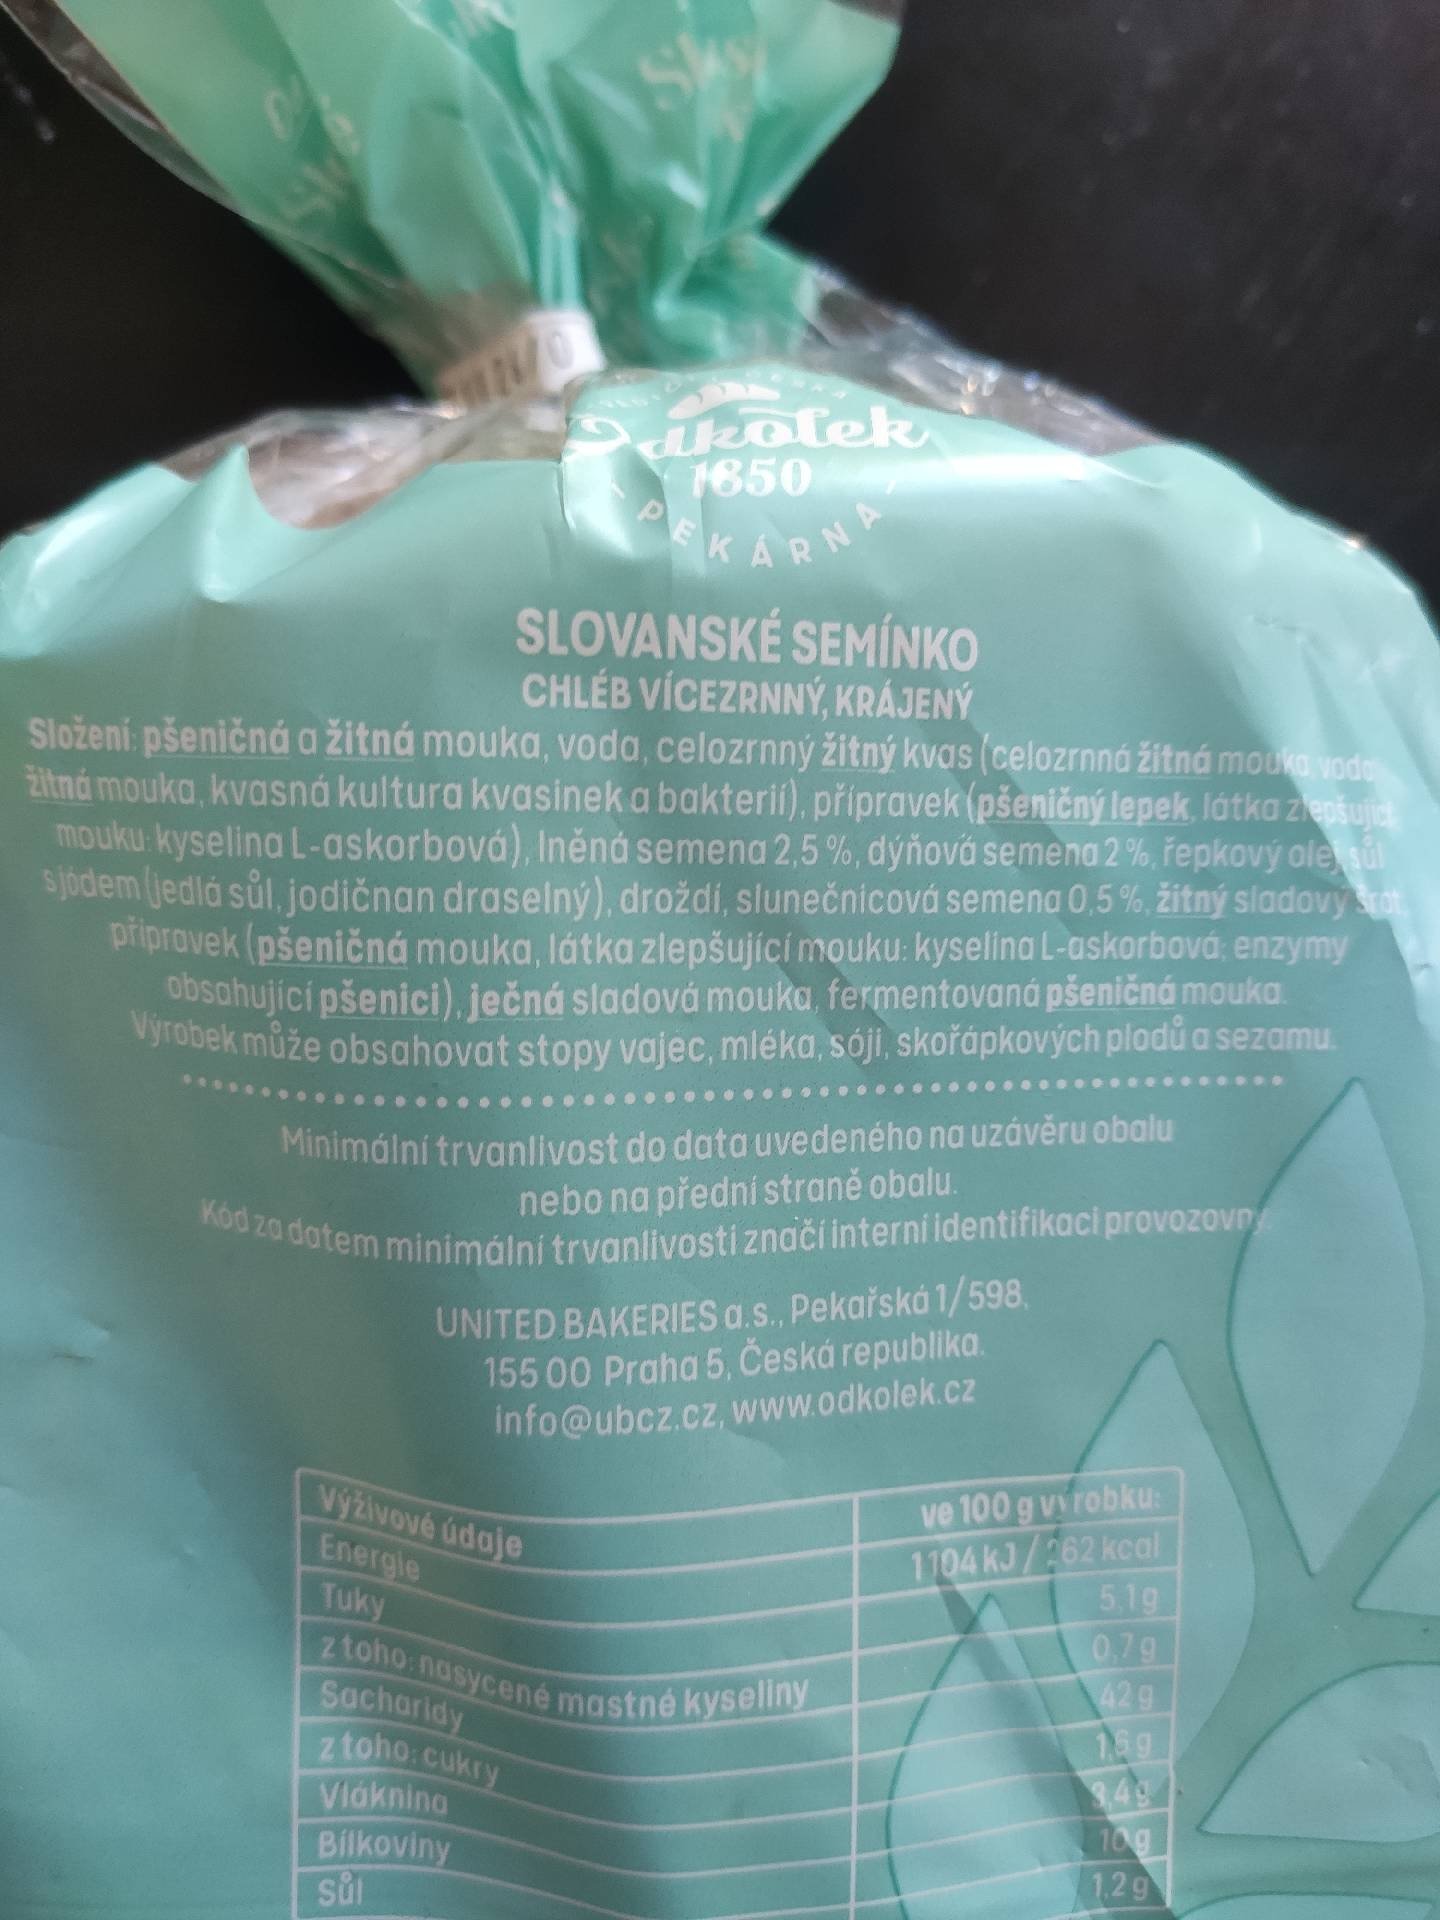 Odkolek
1850
PEKÁRNA
SLOVANSKÉ SEMÍNKO
CHLÉB VÍCEZRNNÝ, KRÁJENÝ
Složení: pšeničná a žitná mouka, voda, celozrnný žitný kvas (celozrnná žitná mouka, voda,
žitná mouka, kvasná kultura kvasinek a bakterií), přípravek (pšeničný lepek, látka zlepšující
mouku: kyselina L-askorbová), lněná semena 2,5 %, dýňová semena 2 %, řepkový olej, sůl
s jódem (jedlá sůl, jodičnan draselný), droždí, slunečnicová semena 0,5 %, žitný sladový šrot,
přípravek (pšeničná mouka, látka zlepšující mouku: kyselina L-askorbová; enzymy
obsahující pšenici), ječná sladová mouka, fermentovaná pšeničná mouka.
Výrobek může obsahovat stopy vajec, mléka, sóji, skořápkových plodů a sezamu.
Minimální trvanlivost do data uvedeného na uzávěru obalu
nebo na přední straně obalu.
Kód za datem minimální trvanlivosti značí interní identifikaci provozovny.
UNITED BAKERIES a.s., Pekařská 1/598,
155 00 Praha 5, Česká republika.
info@ubcz.cz, www.odkolek.cz
Výživové údaje ve 100 g výrobku:
Energie 1104 kJ / 262 kcal
Tuky 5,1 g
z toho: nasycené mastné kyseliny 0,7 g
Sacharidy 42 g
z toho: cukry 1,6 g
Vláknina 3,4 g
Bílkoviny 10 g
Sůl 1,2 g